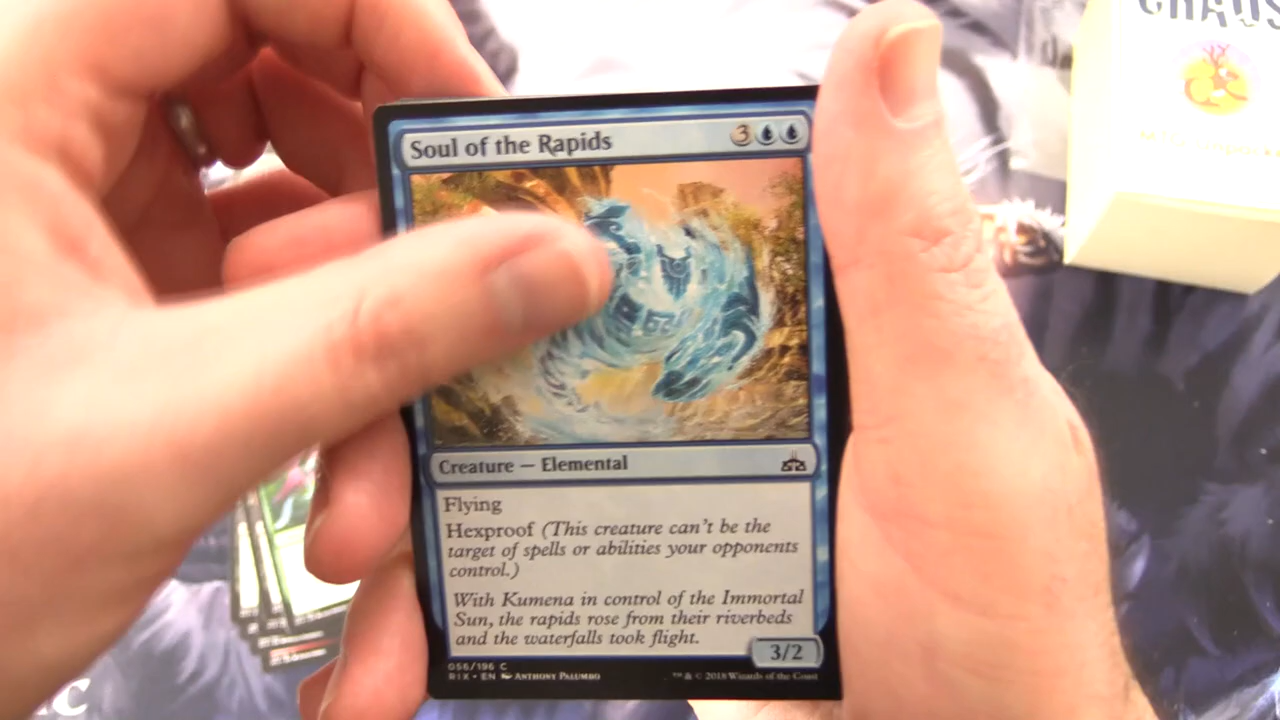 CHAOS
Soul of the Rapids 3
Creature — Elemental
Flying
Hexproof (This creature can't be the
target of spells or abilities your opponents
control.)
With Kumena in control of the Immortal
Sun, the rapids rose from their riverbeds
and the waterfalls took flight.
3/2
056/196 C
RIX • EN Anthony Palumbo
™ & © 2018 Wizards of the Coast